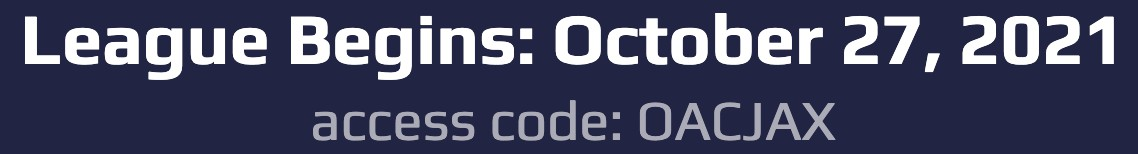 League Begins: October 27, 2021
access code: OACJAX